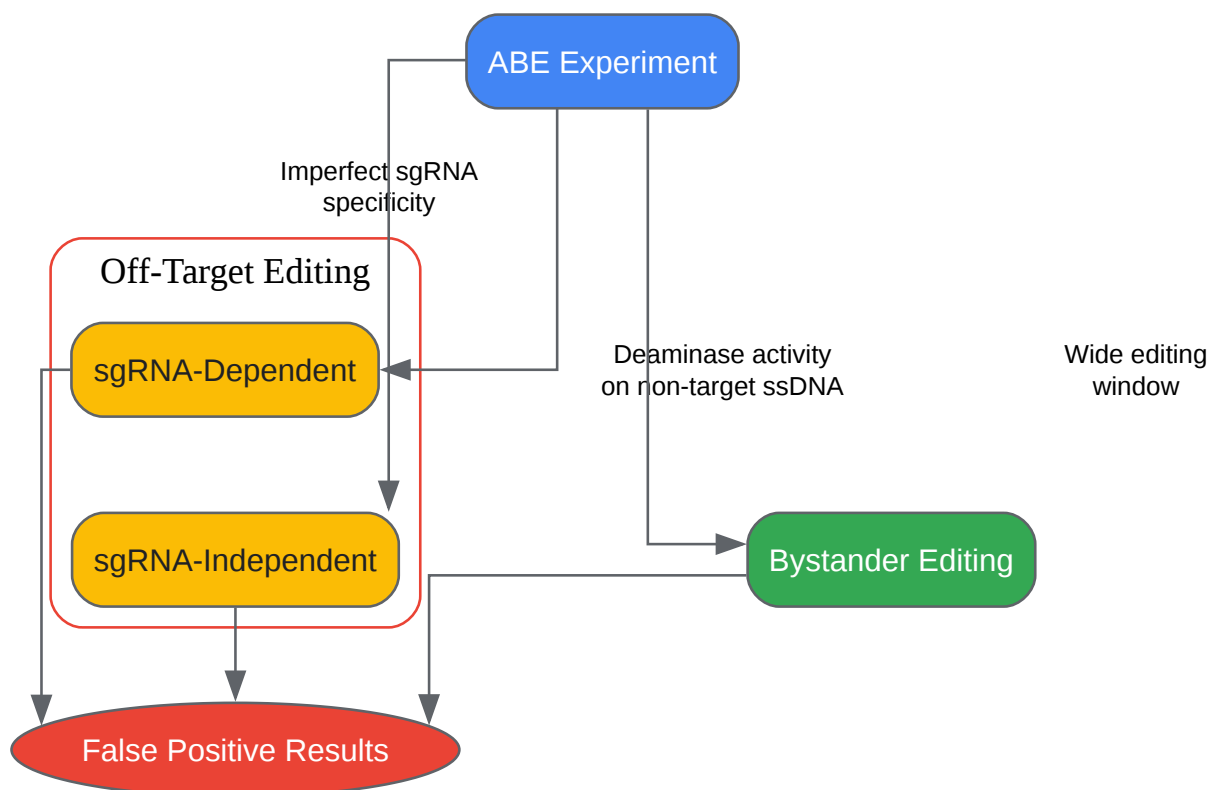 ABE Experiment
Imperfect sgRNA
specificity
Off-Target Editing
sgRNA-Dependent
Deaminase activity
on non-target ssDNA
Wide editing
window
sgRNA-Independent
Bystander Editing
False Positive Results